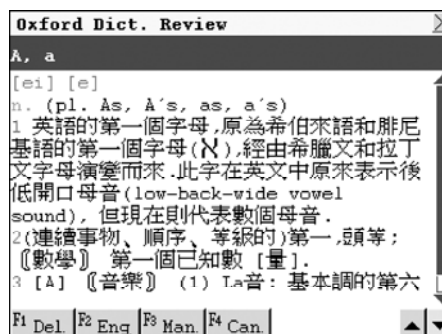 Oxford Dict. Review
A, a
[ei] [e]
n. (pl. As, A's, as, a's)
1 英語的第一個字母,原為希伯來語和腓尼
基語的第一個字母(א),經由希臘文和拉丁
文字母演變而來.此字在英文中原來表示後
低開口母音(low-back-wide vowel
sound), 但現在則代表數個母音.
2(連續事物、順序、等級的)第一,頭等;
〖數學〗 第一個已知數 [量].
3 [A] 〖音樂〗 (1) La音: 基本調的第六
F1 Del. F2 Eng F3 Man. F4 Can.